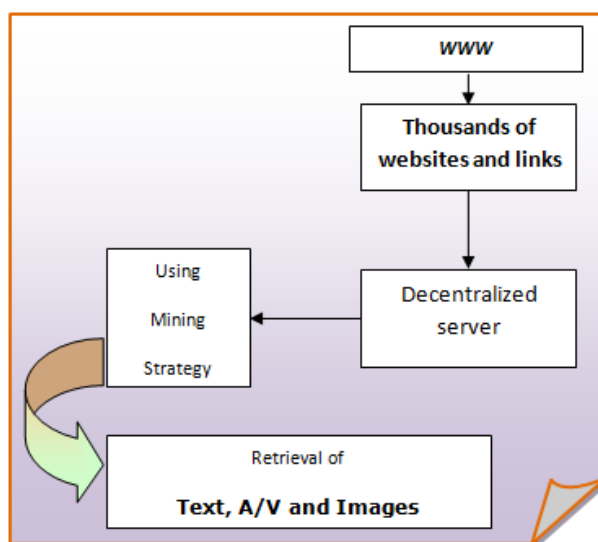 WWW
Thousands of
websites and links
Decentralized
server
Using
Mining
Strategy
Retrieval of
Text, A/V and Images